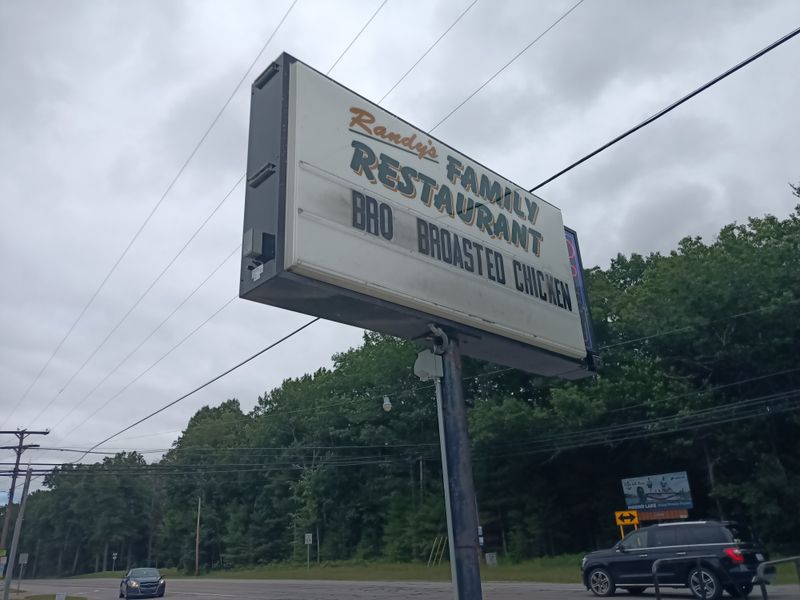 Randy's
FAMILY
RESTAURANT
BRO BROASTED CHICKEN